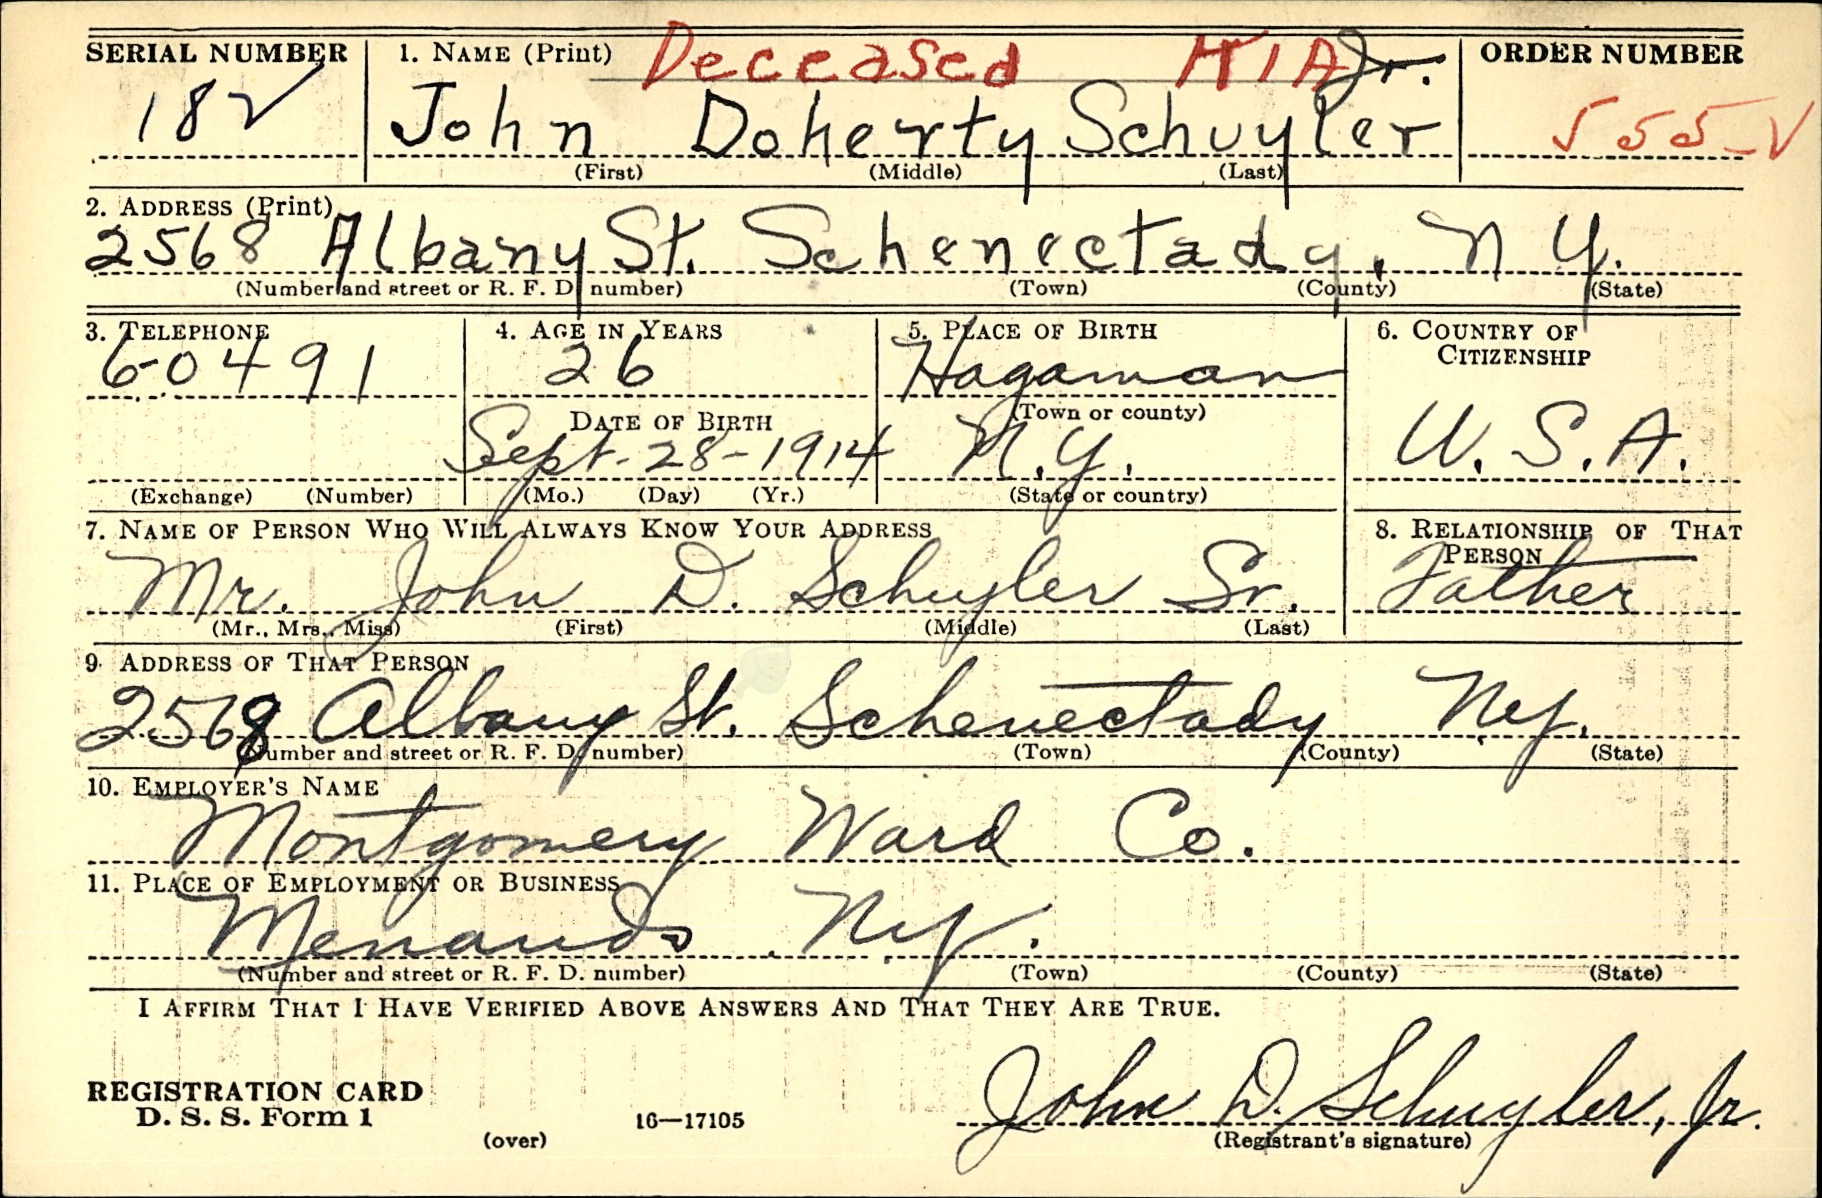 SERIAL NUMBER
18 ✓
1. NAME (Print)
Deceased KIA Jr.
John Doherty Schuyler
(First) (Middle) (Last)
ORDER NUMBER
555 ✓
2. ADDRESS (Print)
2568 Albany St. Schenectady, N Y.
(Number and street or R. F. D. number) (Town) (County) (State)
3. TELEPHONE
6-0491
(Exchange) (Number)
4. AGE IN YEARS
26
DATE OF BIRTH
Sept. 28-1914
(Mo.) (Day) (Yr.)
5. PLACE OF BIRTH
Hagaman
(Town or county)
N.Y.
(State or country)
6. COUNTRY OF
CITIZENSHIP
U.S.A.
7. NAME OF PERSON WHO WILL ALWAYS KNOW YOUR ADDRESS
Mr. John D. Schuyler Sr.
(Mr., Mrs., Miss) (First) (Middle) (Last)
8. RELATIONSHIP OF THAT
PERSON
Father
9. ADDRESS OF THAT PERSON
2568 Albany St. Schenectady N.Y.
(Number and street or R. F. D. number) (Town) (County) (State)
10. EMPLOYER'S NAME
Montgomery Ward Co.
11. PLACE OF EMPLOYMENT OR BUSINESS
Menands N.Y.
(Number and street or R. F. D. number) (Town) (County) (State)
I AFFIRM THAT I HAVE VERIFIED ABOVE ANSWERS AND THAT THEY ARE TRUE.
REGISTRATION CARD
D. S. S. Form 1
(over)
16—17105
John D. Schuyler, Jr.
(Registrant's signature)